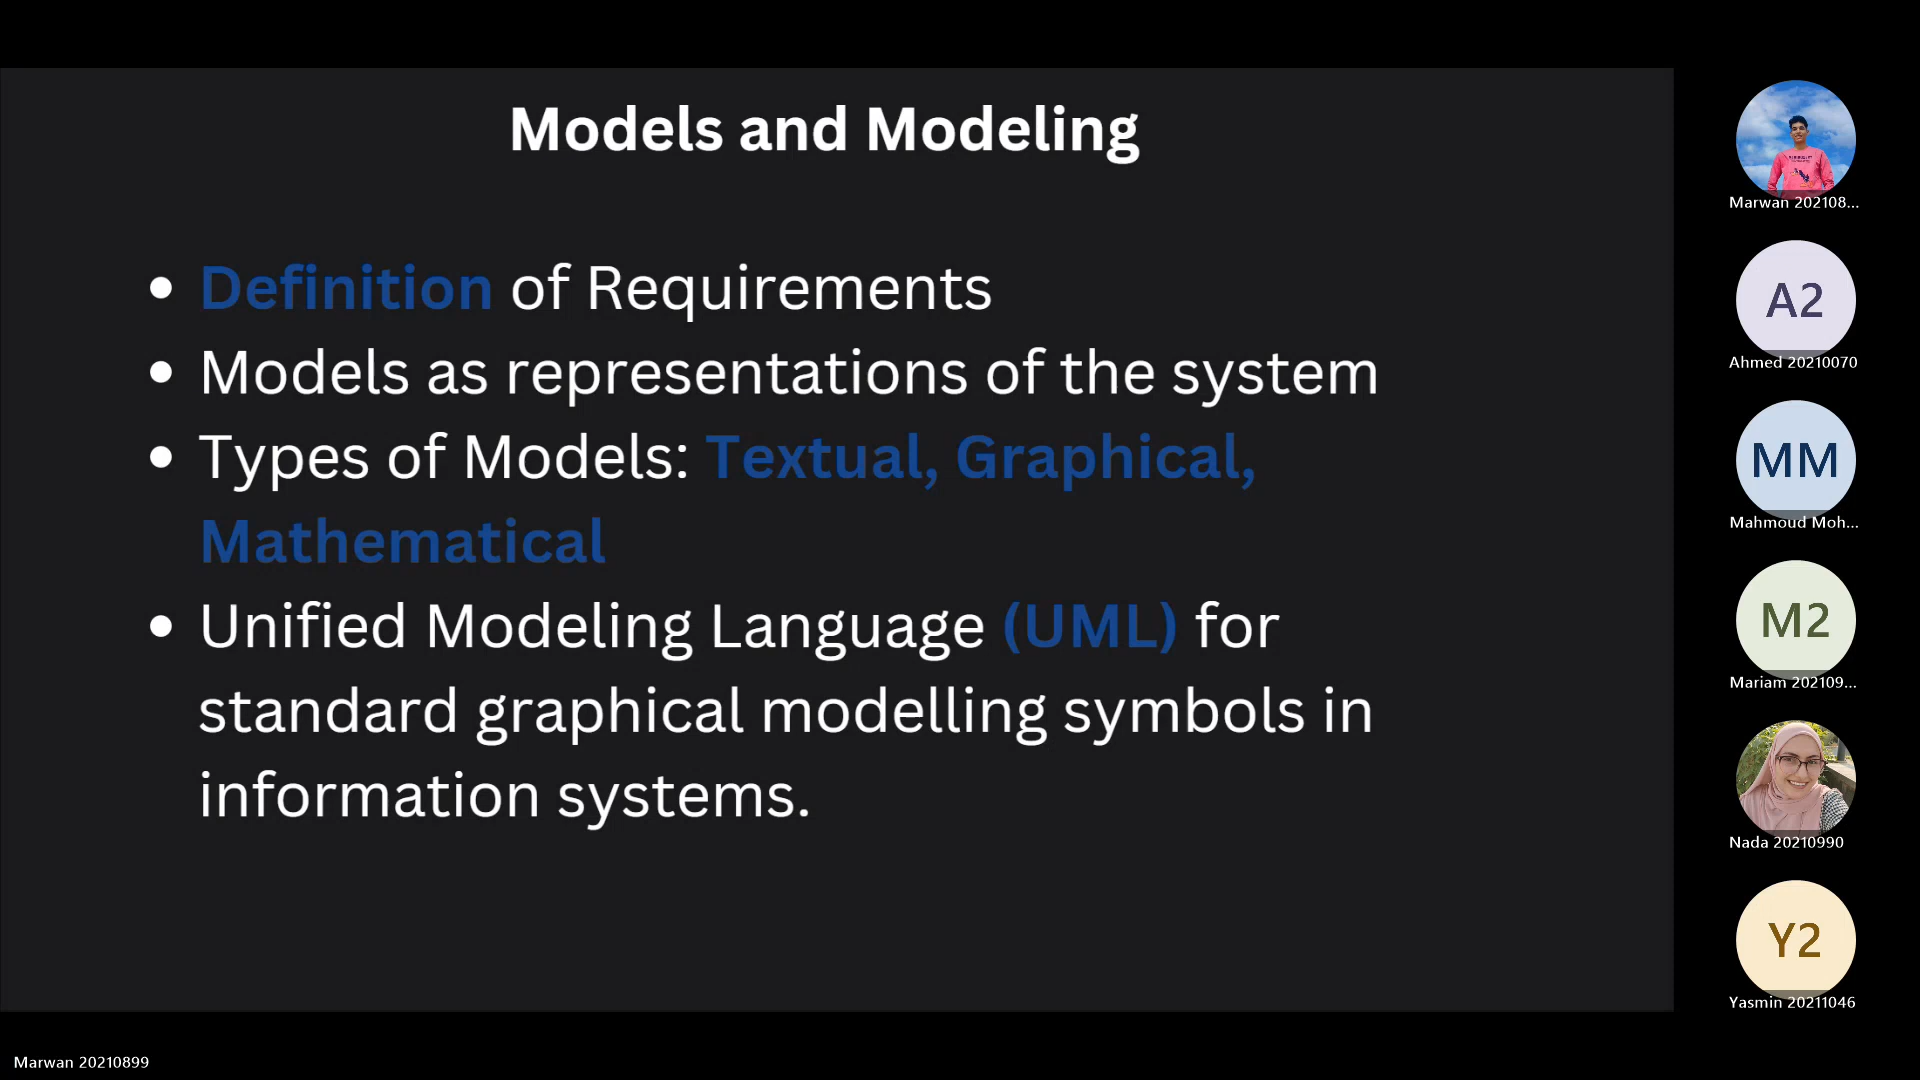 Models and Modeling
• Definition of Requirements
• Models as representations of the system
• Types of Models: Textual, Graphical,
Mathematical
• Unified Modeling Language (UML) for
standard graphical modelling symbols in
information systems.
Marwan 202108...
A2
Ahmed 20210070
MM
Mahmoud Moh...
M2
Mariam 202109...
Nada 20210990
Y2
Yasmin 20211046
Marwan 20210899